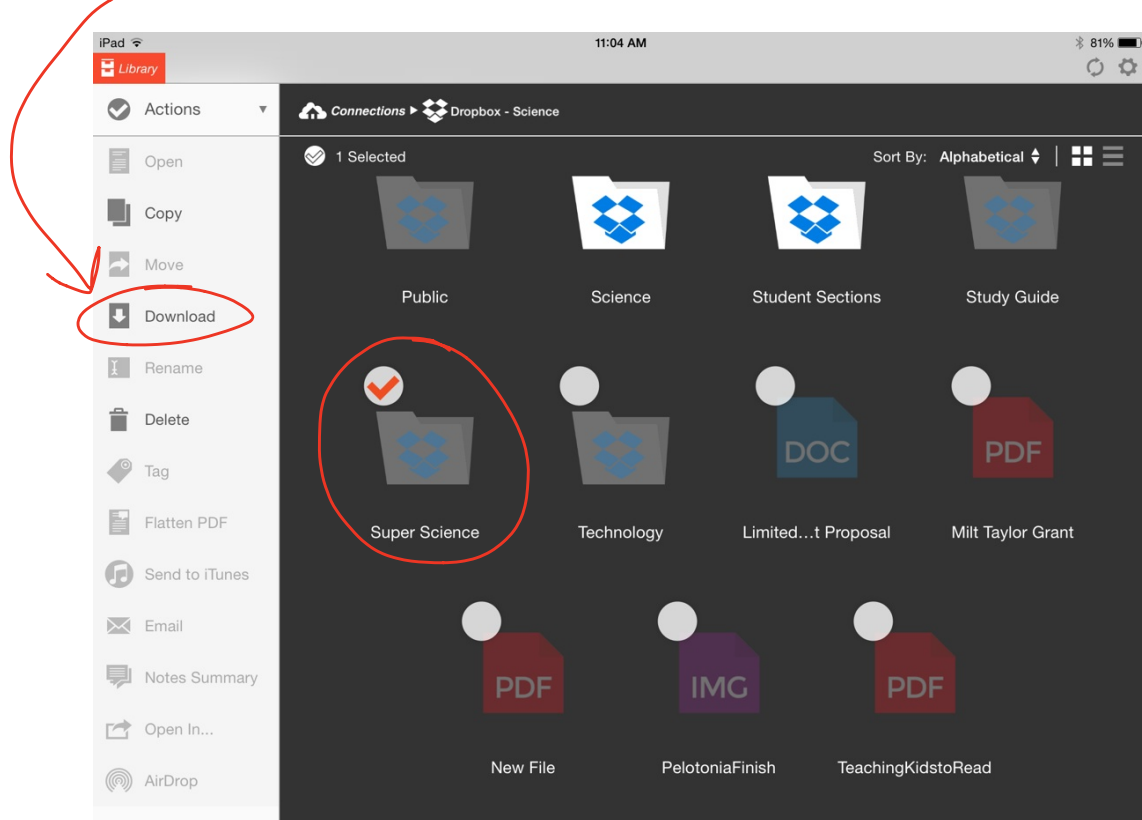 iPad 11:04 AM 81%
Library
Actions Connections Dropbox - Science
Open 1 Selected Sort By: Alphabetical
Copy
Move
Public Science Student Sections Study Guide
Download
Rename
Delete
DOC PDF
Tag
Flatten PDF
Super Science Technology Limited...t Proposal Milt Taylor Grant
Send to iTunes
Email
Notes Summary
PDF IMG PDF
Open In...
New File PelotoniaFinish TeachingKidstoRead
AirDrop